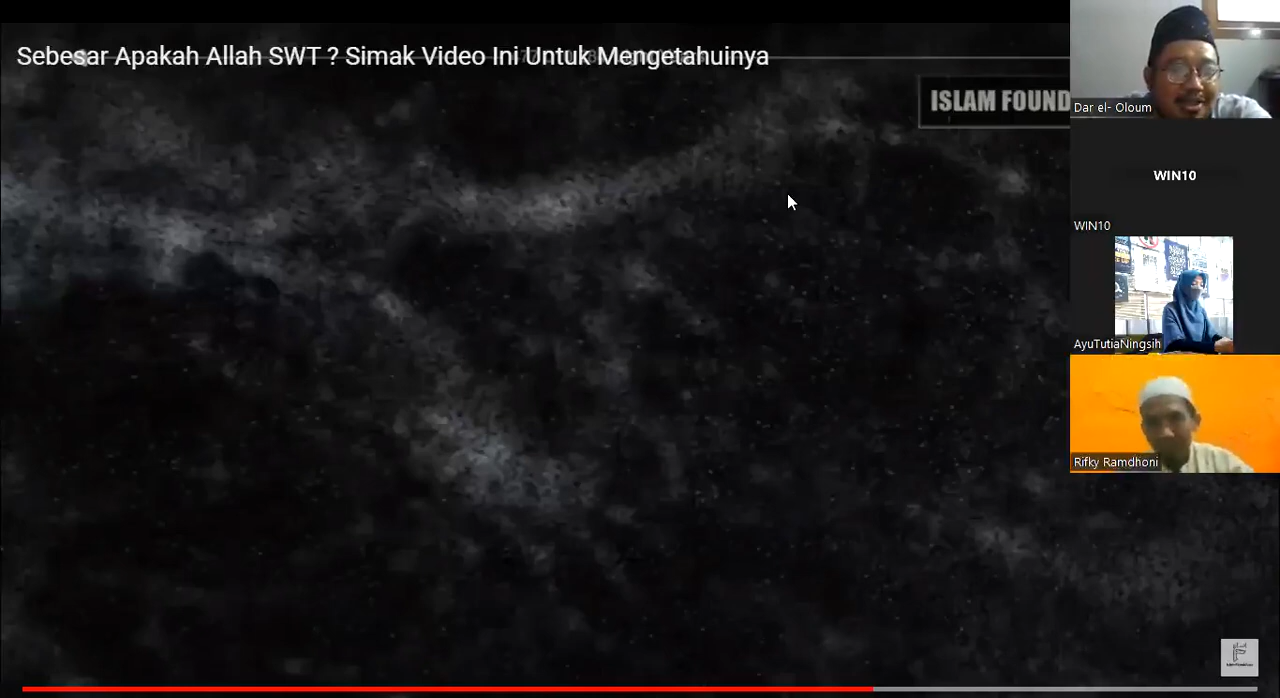 Sebesar Apakah Allah SWT ? Simak Video Ini Untuk Mengetahuinya
ISLAM FOUND
Dar el- Oloum
WIN10
WIN10
AyuTutiaNingsih
Rifky Ramdhoni